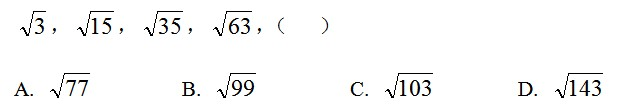 √3， √15， √35， √63，（   ）
A. √77   B. √99   C. √103   D. √143